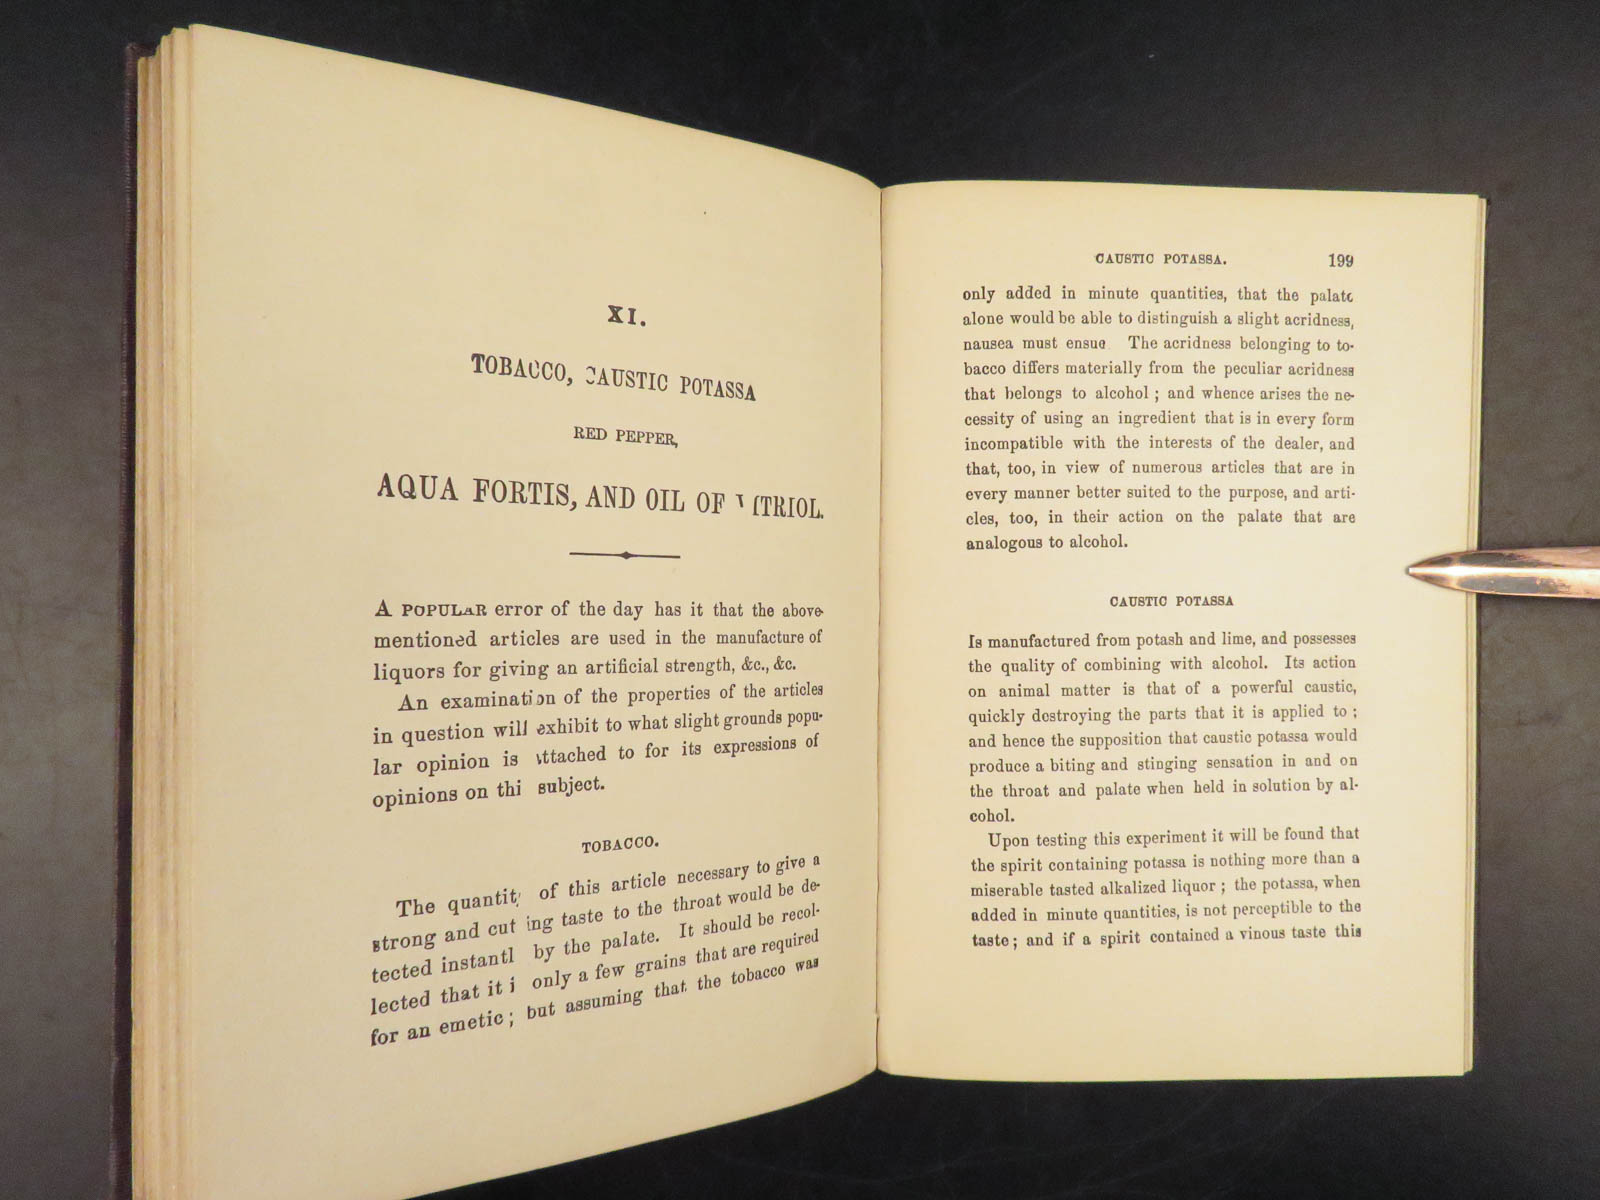 XI.
TOBACCO, CAUSTIC POTASSA
RED PEPPER,
AQUA FORTIS, AND OIL OF VITRIOL.
A POPULAR error of the day has it that the above-
mentioned articles are used in the manufacture of
liquors for giving an artificial strength, &c., &c.
An examination of the properties of the articles
in question will exhibit to what slight grounds popu-
lar opinion is attached to for its expressions of
opinions on thi subject.
TOBACCO.
The quantity of this article necessary to give a
strong and cutting taste to the throat would be de-
tected instantl by the palate. It should be recol-
lected that it i only a few grains that are required
for an emetic; but assuming that the tobacco was
CAUSTIC POTASSA. 199
only added in minute quantities, that the palate
alone would be able to distinguish a slight acridness,
nausea must ensue The acridness belonging to to-
bacco differs materially from the peculiar acridness
that belongs to alcohol; and whence arises the ne-
cessity of using an ingredient that is in every form
incompatible with the interests of the dealer, and
that, too, in view of numerous articles that are in
every manner better suited to the purpose, and arti-
cles, too, in their action on the palate that are
analogous to alcohol.
CAUSTIC POTASSA
Is manufactured from potash and lime, and possesses
the quality of combining with alcohol. Its action
on animal matter is that of a powerful caustic,
quickly destroying the parts that it is applied to;
and hence the supposition that caustic potassa would
produce a biting and stinging sensation in and on
the throat and palate when held in solution by al-
cohol.
Upon testing this experiment it will be found that
the spirit containing potassa is nothing more than a
miserable tasted alkalized liquor; the potassa, when
added in minute quantities, is not perceptible to the
taste; and if a spirit contained a vinous taste this